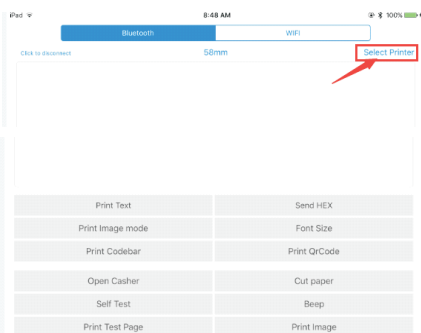 iPad 8:48 AM 100%
Bluetooth WIFI
Click to disconnect 58mm Select Printer
Print Text Send HEX
Print Image mode Font Size
Print Codebar Print QrCode
Open Casher Cut paper
Self Test Beep
Print Test Page Print Image